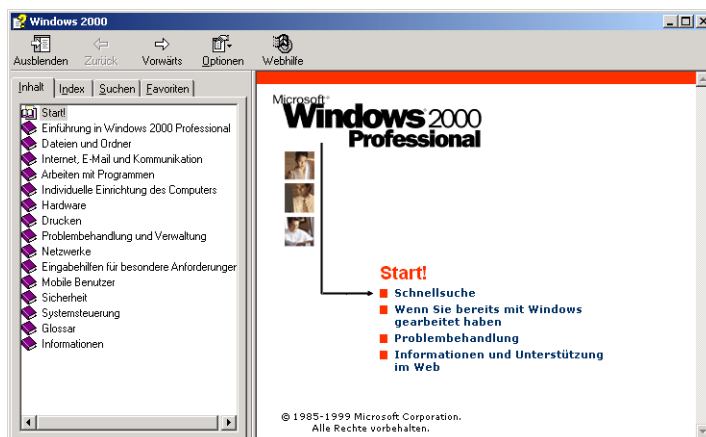 Windows 2000
Ausblenden Zurück Vorwärts Optionen Webhilfe
Inhalt Index Suchen Favoriten
Start!
Einführung in Windows 2000 Professional
Dateien und Ordner
Internet, E-Mail und Kommunikation
Arbeiten mit Programmen
Individuelle Einrichtung des Computers
Hardware
Drucken
Problembehandlung und Verwaltung
Netzwerke
Eingabehilfen für besondere Anforderunger
Mobile Benutzer
Sicherheit
Systemsteuerung
Glossar
Informationen
Microsoft®
Windows® 2000
Professional
Start!
Schnellsuche
Wenn Sie bereits mit Windows
gearbeitet haben
Problembehandlung
Informationen und Unterstützung
im Web
© 1985-1999 Microsoft Corporation.
Alle Rechte vorbehalten.